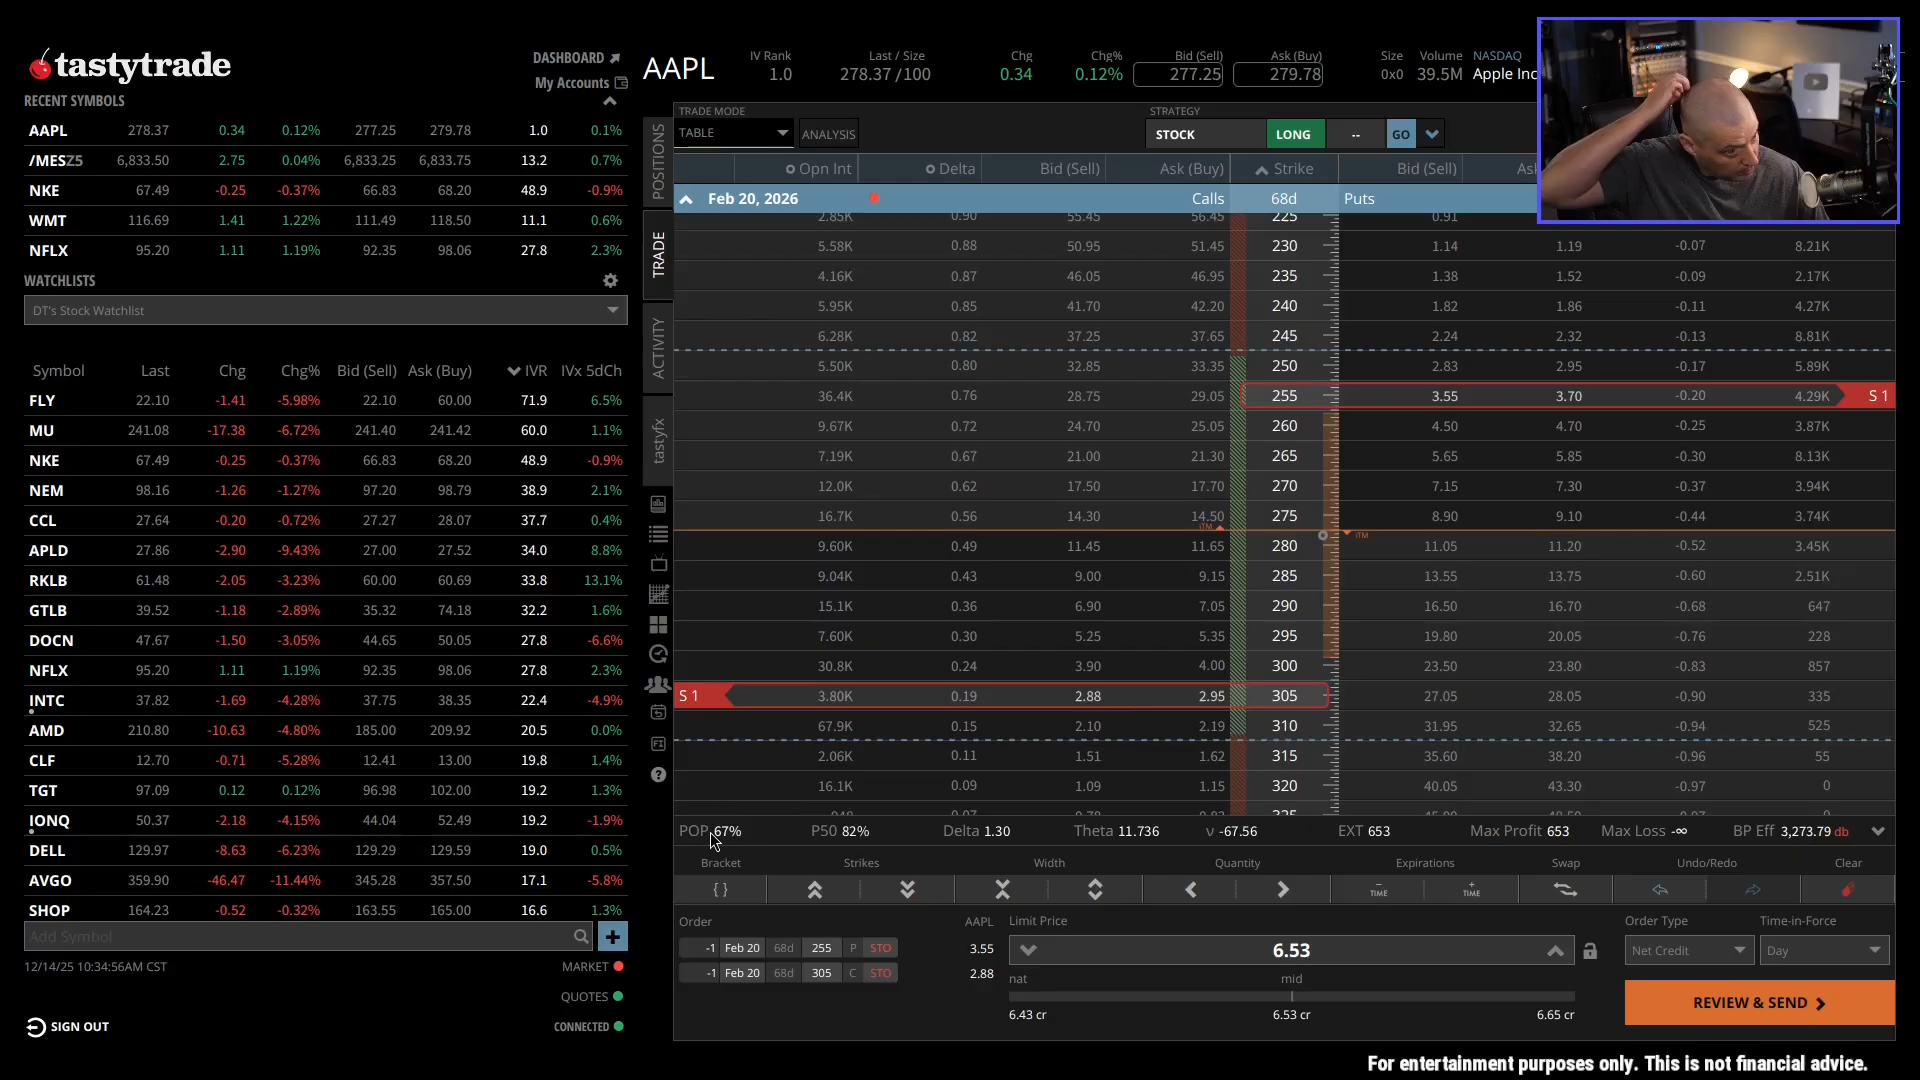 tastytrade
DASHBOARD
My Accounts
RECENT SYMBOLS
AAPL 278.37 0.34 0.12% 277.25 279.78 1.0 0.1%
/MESZ5 6,833.50 2.75 0.04% 6,833.25 6,833.75 13.2 0.7%
NKE 67.49 -0.25 -0.37% 66.83 68.20 48.9 -0.9%
WMT 116.69 1.41 1.22% 111.49 118.50 11.1 0.6%
NFLX 95.20 1.11 1.19% 92.35 98.06 27.8 2.3%
WATCHLISTS
DT's Stock Watchlist
Symbol Last Chg Chg% Bid (Sell) Ask (Buy) IVR IVx 5dCh
FLY 22.10 -1.41 -5.98% 22.10 60.00 71.9 6.5%
MU 241.08 -17.38 -6.72% 241.40 241.42 60.0 1.1%
NKE 67.49 -0.25 -0.37% 66.83 68.20 48.9 -0.9%
NEM 98.16 -1.26 -1.27% 97.20 98.79 38.9 2.1%
CCL 27.64 -0.20 -0.72% 27.27 28.07 37.7 0.4%
APLD 27.86 -2.90 -9.43% 27.00 27.52 34.0 8.8%
RKLB 61.48 -2.05 -3.23% 60.00 60.69 33.8 13.1%
GTLB 39.52 -1.18 -2.89% 35.32 74.18 32.2 1.6%
DOCN 47.67 -1.50 -3.05% 44.65 50.05 27.8 -6.6%
NFLX 95.20 1.11 1.19% 92.35 98.06 27.8 2.3%
INTC 37.82 -1.69 -4.28% 37.75 38.35 22.4 -4.9%
AMD 210.80 -10.63 -4.80% 185.00 209.92 20.5 0.0%
CLF 12.70 -0.71 -5.28% 12.41 13.00 19.8 1.4%
TGT 97.09 0.12 0.12% 96.98 102.00 19.2 1.3%
IONQ 50.37 -2.18 -4.15% 44.04 52.49 19.2 -1.9%
DELL 129.97 -8.63 -6.23% 129.29 129.59 19.0 0.5%
AVGO 359.90 -46.47 -11.44% 345.28 357.50 17.1 -5.8%
SHOP 164.23 -0.52 -0.32% 163.55 165.00 16.6 1.3%
Add Symbol
12/14/25 10:34:56AM CST
MARKET
QUOTES
CONNECTED
SIGN OUT
AAPL
IV Rank Last / Size Chg Chg% Bid (Sell) Ask (Buy) Size Volume NASDAQ
1.0 278.37 /100 0.34 0.12% 277.25 279.78 0x0 39.5M Apple Inc
POSITIONS
TRADE
ACTIVITY
tastyfx
TRADE MODE
TABLE
ANALYSIS
STRATEGY
STOCK LONG -- GO
Opn Int Delta Bid (Sell) Ask (Buy) Strike Bid (Sell)
Feb 20, 2026 Calls 68d Puts
2.85K 0.90 55.45 56.45 225 0.91
5.58K 0.88 50.95 51.45 230 1.14 1.19 -0.07 8.21K
4.16K 0.87 46.05 46.95 235 1.38 1.52 -0.09 2.17K
5.95K 0.85 41.70 42.20 240 1.82 1.86 -0.11 4.27K
6.28K 0.82 37.25 37.65 245 2.24 2.32 -0.13 8.81K
5.50K 0.80 32.85 33.35 250 2.83 2.95 -0.17 5.89K
36.4K 0.76 28.75 29.05 255 3.55 3.70 -0.20 4.29K S 1
9.67K 0.72 24.70 25.05 260 4.50 4.70 -0.25 3.87K
7.19K 0.67 21.00 21.30 265 5.65 5.85 -0.30 8.13K
12.0K 0.62 17.50 17.70 270 7.15 7.30 -0.37 3.94K
16.7K 0.56 14.30 14.50 275 8.90 9.10 -0.44 3.74K
ITM ITM
9.60K 0.49 11.45 11.65 280 11.05 11.20 -0.52 3.45K
9.04K 0.43 9.00 9.15 285 13.55 13.75 -0.60 2.51K
15.1K 0.36 6.90 7.05 290 16.50 16.70 -0.68 647
7.60K 0.30 5.25 5.35 295 19.80 20.05 -0.76 228
30.8K 0.24 3.90 4.00 300 23.50 23.80 -0.83 857
S 1 3.80K 0.19 2.88 2.95 305 27.05 28.05 -0.90 335
67.9K 0.15 2.10 2.19 310 31.95 32.65 -0.94 525
2.06K 0.11 1.51 1.62 315 35.60 38.20 -0.96 55
16.1K 0.09 1.09 1.15 320 40.05 43.30 -0.97 0
POP 67% P50 82% Delta 1.30 Theta 11.736 ν -67.56 EXT 653 Max Profit 653 Max Loss -∞ BP Eff 3,273.79 db
Bracket Strikes Width Quantity Expirations Swap Undo/Redo Clear
{ } TIME TIME
Order AAPL Limit Price Order Type Time-in-Force
-1 Feb 20 68d 255 P STO 3.55 6.53 Net Credit Day
-1 Feb 20 68d 305 C STO 2.88
nat mid
6.43 cr 6.53 cr 6.65 cr
REVIEW & SEND
For entertainment purposes only. This is not financial advice.